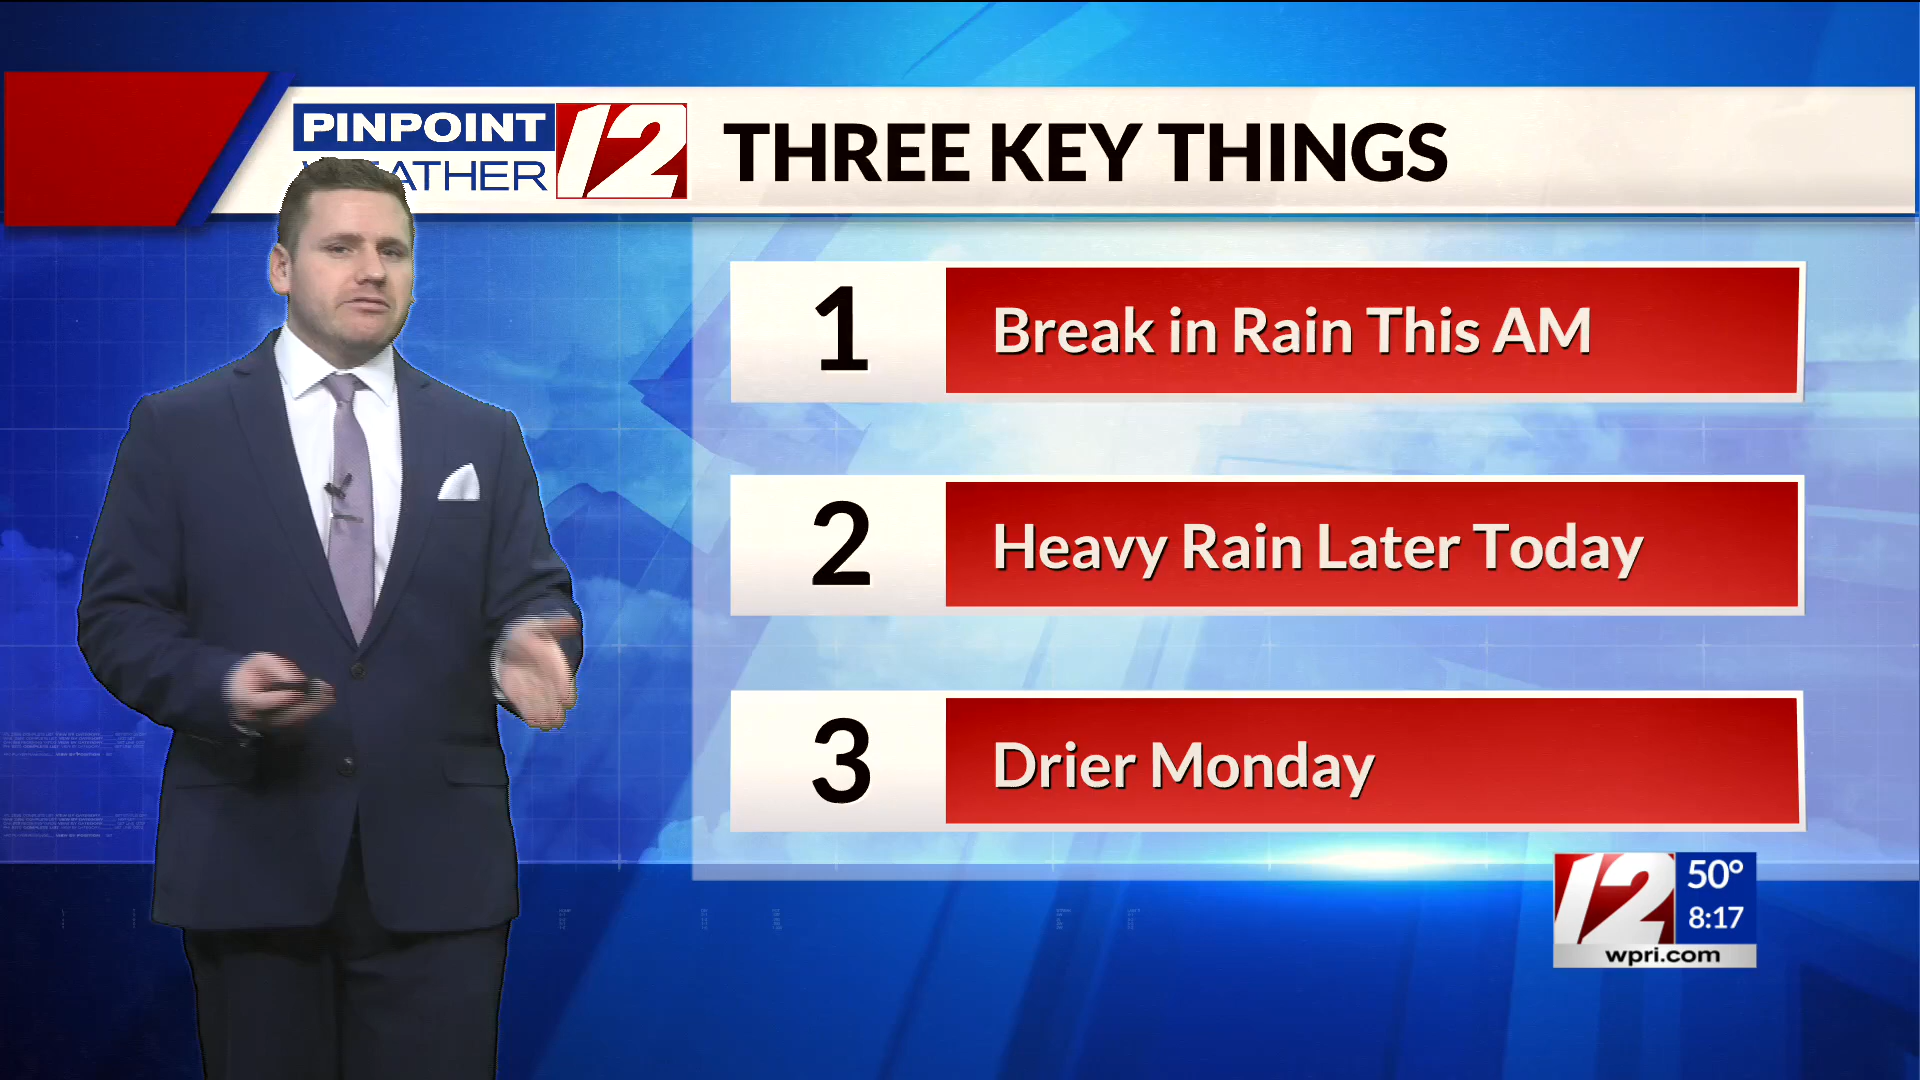 PINPOINT
WEATHER
12
THREE KEY THINGS
1
Break in Rain This AM
2
Heavy Rain Later Today
3
Drier Monday
12
50°
8:17
wpri.com